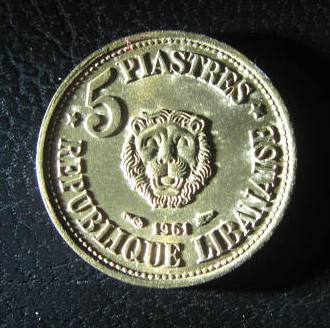 5 PIASTRES
1961
REPUBLIQUE LIBANAISE